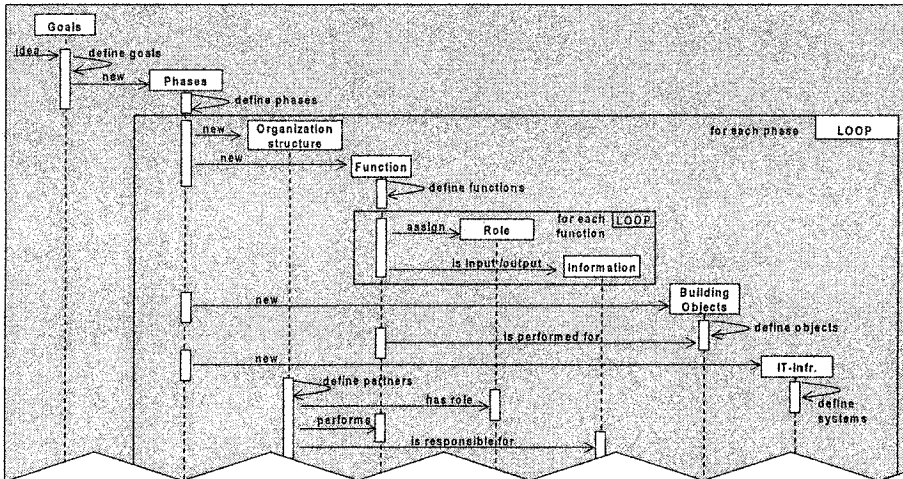 Goals
idea
define goals
new
Phases
define phases
new
Organization
structure
for each phase
LOOP
new
Function
define functions
for each
function
LOOP
assign
Role
is input/output
Information
new
Building
Objects
define objects
is performed for
new
IT-Infr.
define partners
define
systems
has role
performs
is responsible for